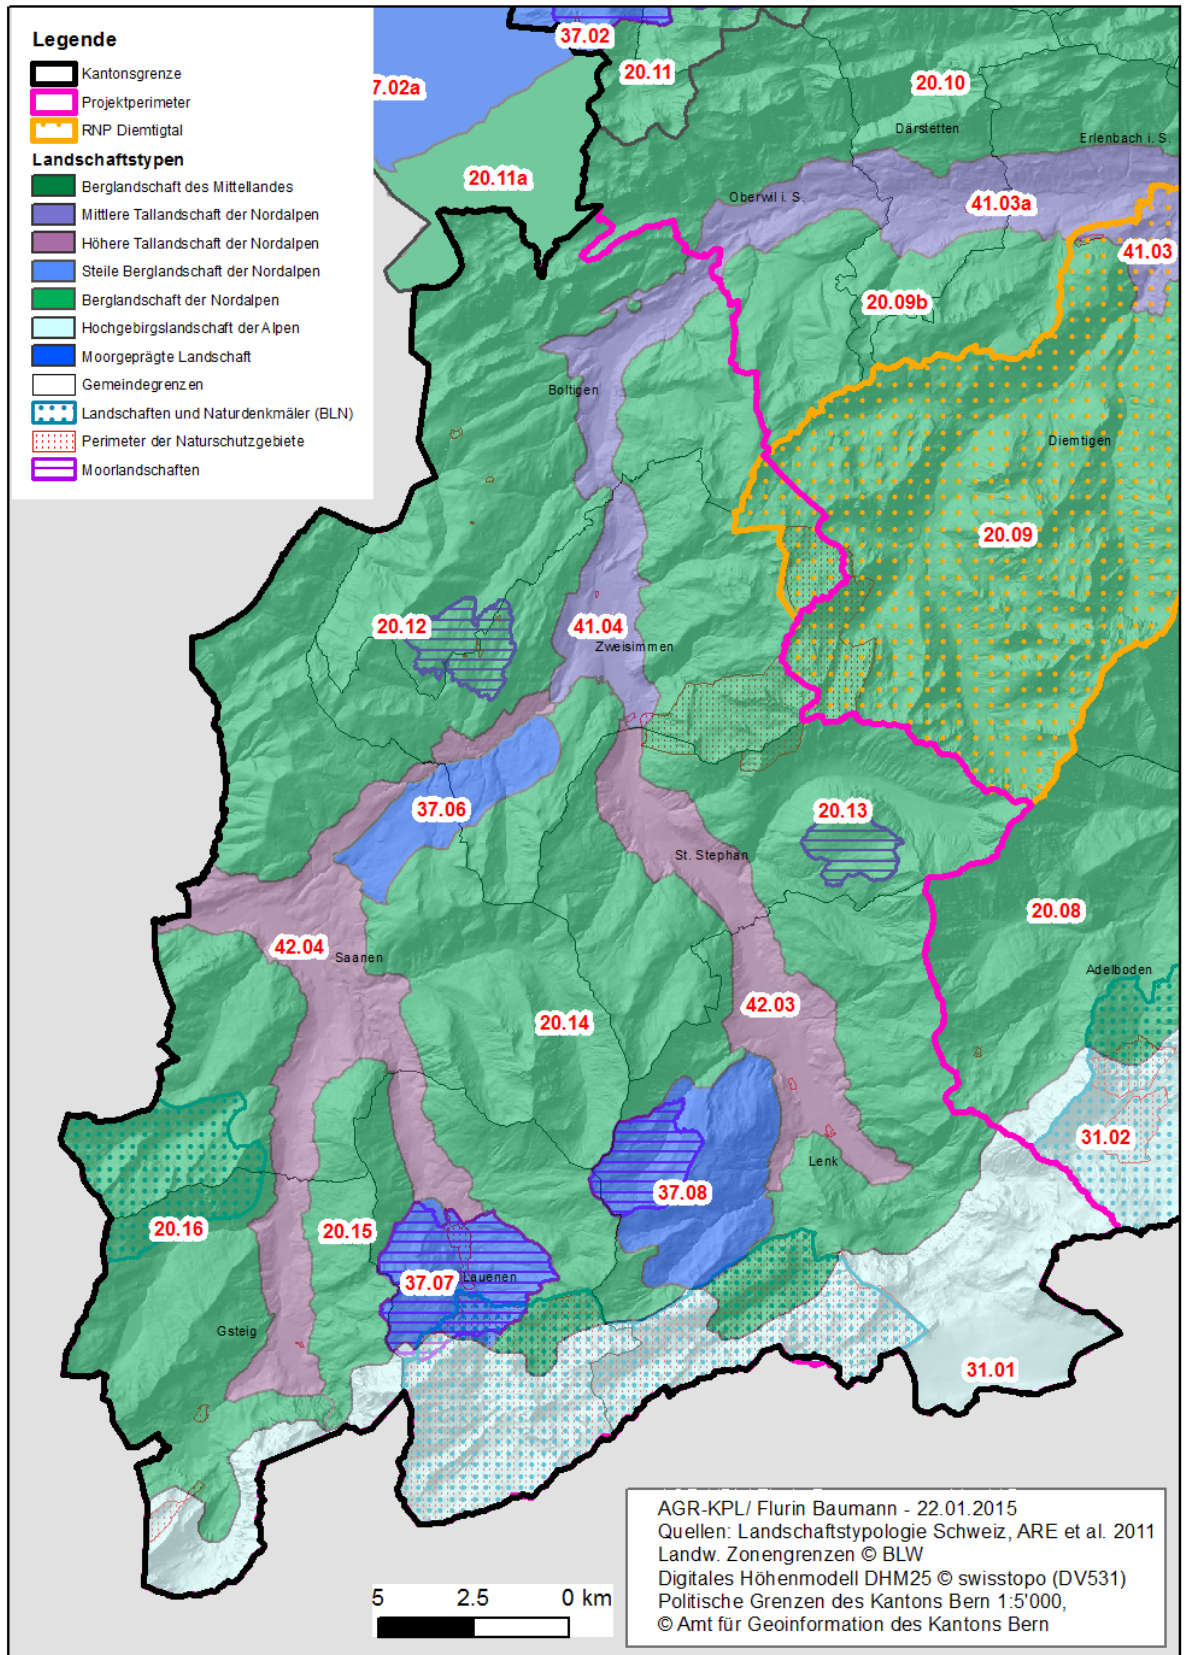 Legende
Kantonsgrenze
Projektperimeter
RNP Diemtigtal
Landschaftstypen
Berglandschaft des Mittellandes
Mittlere Tallandschaft der Nordalpen
Höhere Tallandschaft der Nordalpen
Steile Berglandschaft der Nordalpen
Berglandschaft der Nordalpen
Hochgebirgslandschaft der Alpen
Moorgeprägte Landschaft
Gemeindegrenzen
Landschaften und Naturdenkmäler (BLN)
Perimeter der Naturschutzgebiete
Moorlandschaften
37.02
20.11
7.02a
20.10
Därstetten
Erlenbach i. S.
20.11a
Oberwil i. S.
41.03a
41.03
20.09b
Boltigen
Diemtigen
20.09
20.12
41.04
Zweisimmen
37.06
20.13
St. Stephan
20.08
42.04
Saanen
Adelboden
42.03
20.14
31.02
Lenk
37.08
20.16
20.15
37.07
Lauenen
Gsteig
31.01
5 2.5 0 km
AGR-KPL/ Flurin Baumann - 22.01.2015
Quellen: Landschaftstypologie Schweiz, ARE et al. 2011
Landw. Zonengrenzen © BLW
Digitales Höhenmodell DHM25 © swisstopo (DV531)
Politische Grenzen des Kantons Bern 1:5'000,
© Amt für Geoinformation des Kantons Bern